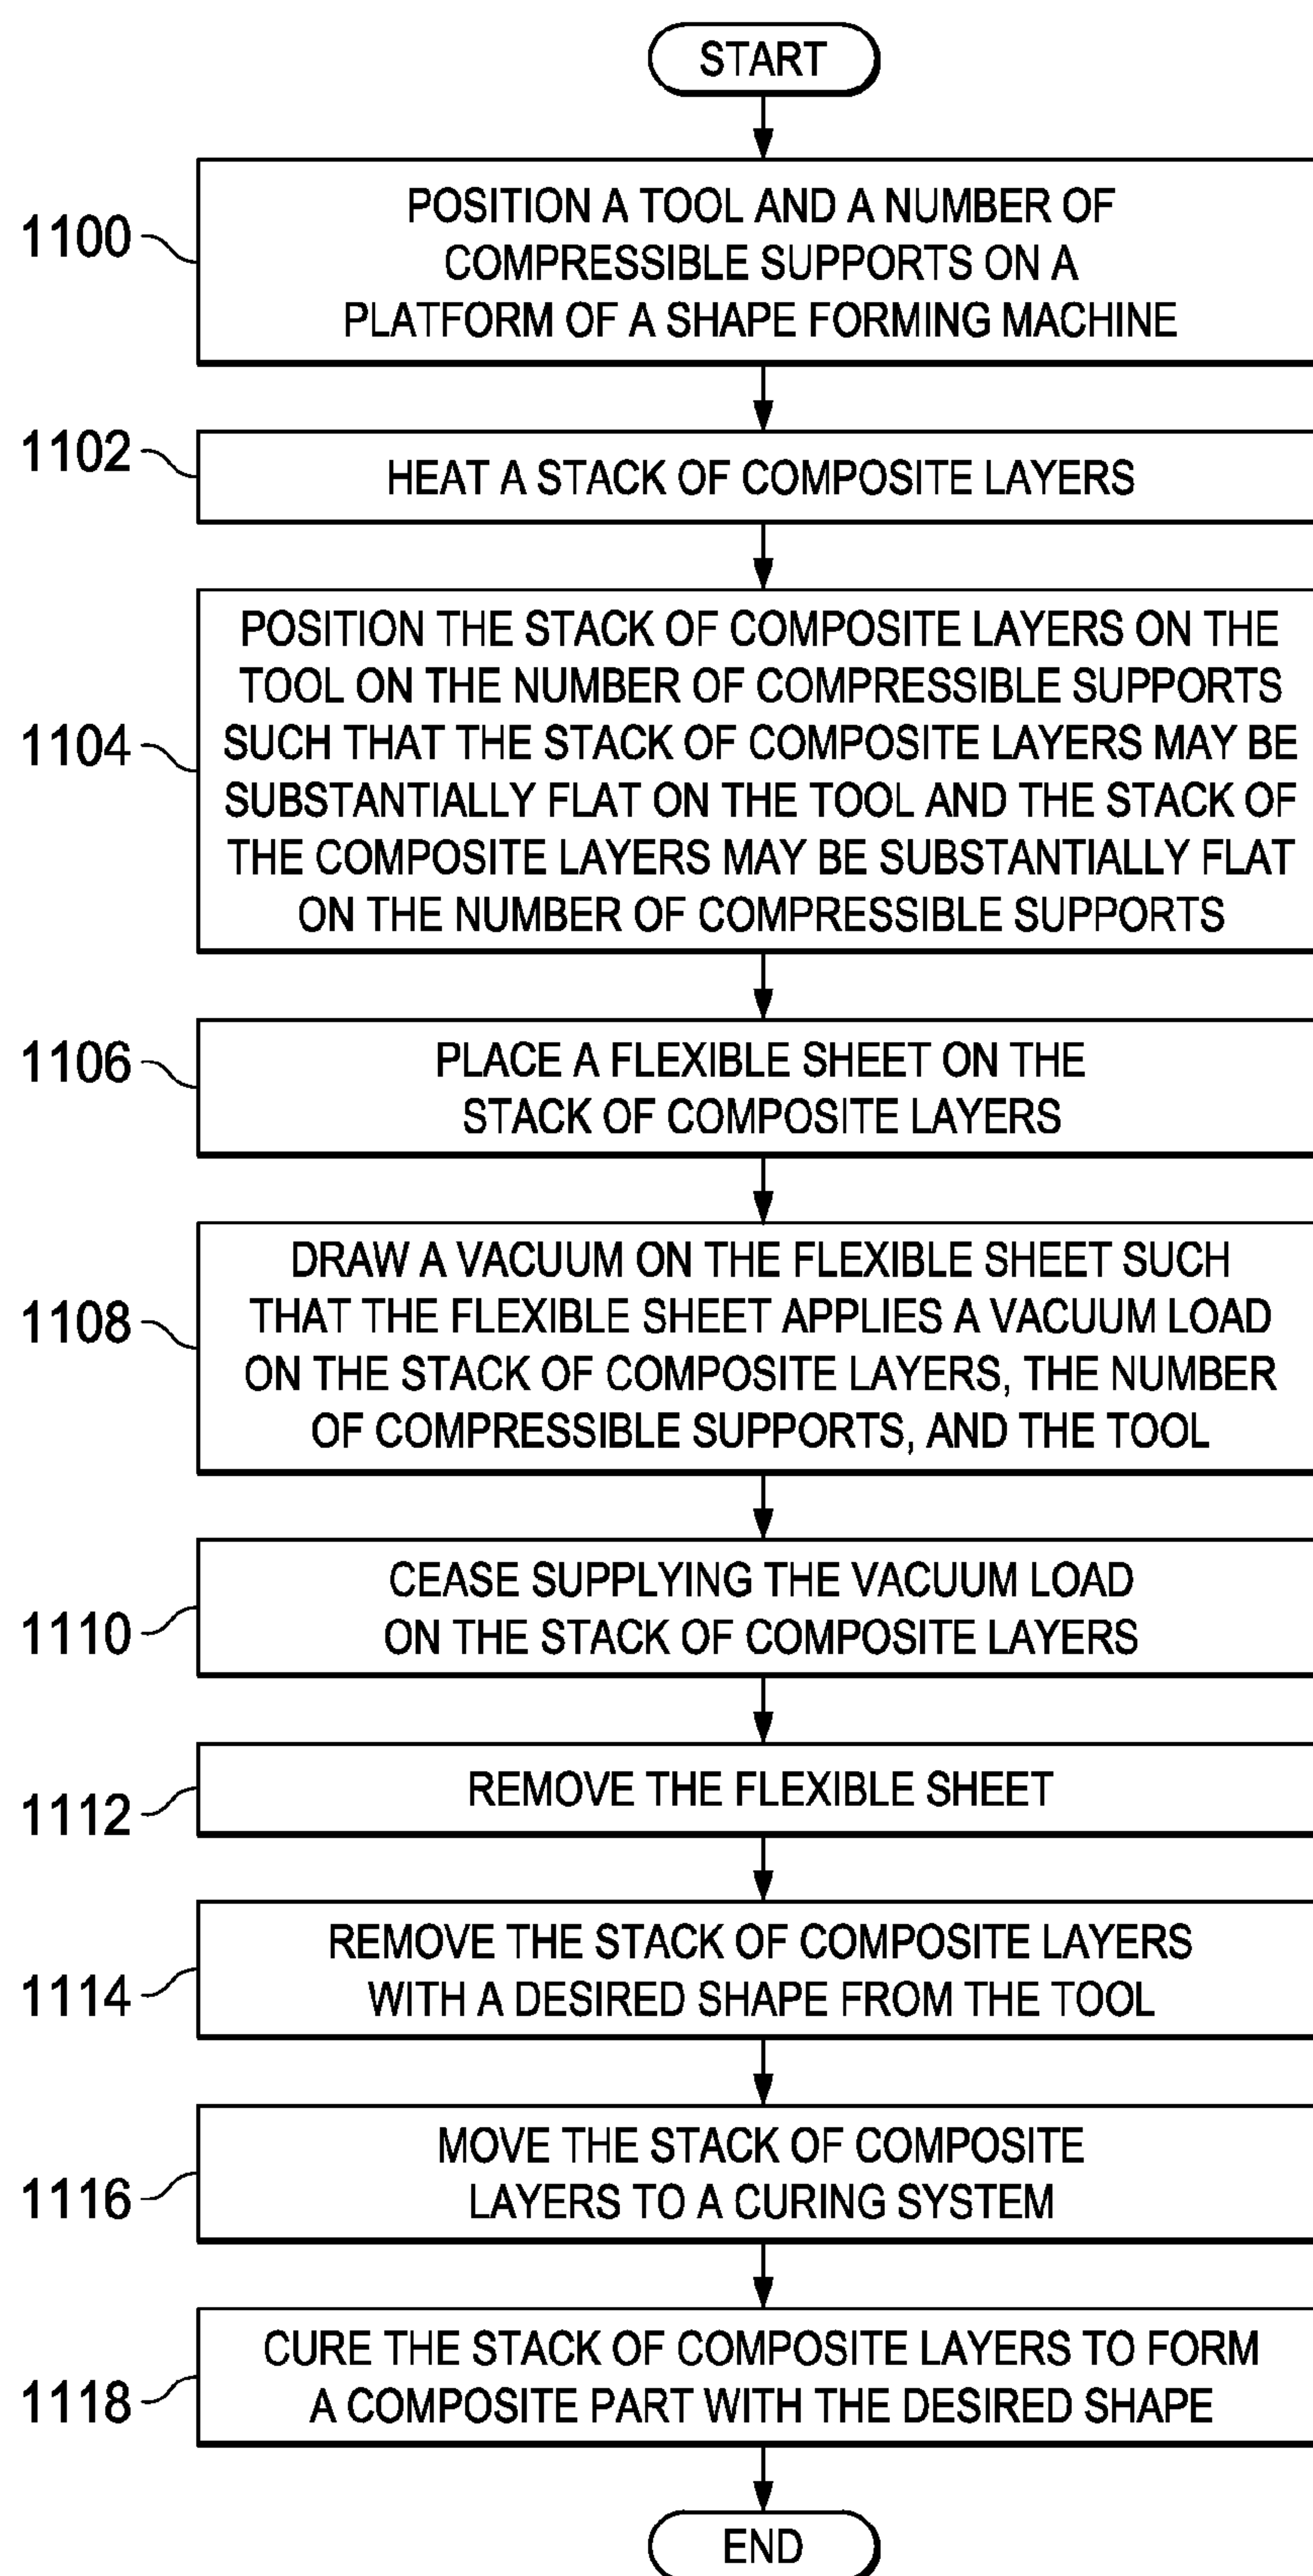 START
1100
POSITION A TOOL AND A NUMBER OF
COMPRESSIBLE SUPPORTS ON A
PLATFORM OF A SHAPE FORMING MACHINE
1102
HEAT A STACK OF COMPOSITE LAYERS
1104
POSITION THE STACK OF COMPOSITE LAYERS ON THE
TOOL ON THE NUMBER OF COMPRESSIBLE SUPPORTS
SUCH THAT THE STACK OF COMPOSITE LAYERS MAY BE
SUBSTANTIALLY FLAT ON THE TOOL AND THE STACK OF
THE COMPOSITE LAYERS MAY BE SUBSTANTIALLY FLAT
ON THE NUMBER OF COMPRESSIBLE SUPPORTS
1106
PLACE A FLEXIBLE SHEET ON THE
STACK OF COMPOSITE LAYERS
1108
DRAW A VACUUM ON THE FLEXIBLE SHEET SUCH
THAT THE FLEXIBLE SHEET APPLIES A VACUUM LOAD
ON THE STACK OF COMPOSITE LAYERS, THE NUMBER
OF COMPRESSIBLE SUPPORTS, AND THE TOOL
1110
CEASE SUPPLYING THE VACUUM LOAD
ON THE STACK OF COMPOSITE LAYERS
1112
REMOVE THE FLEXIBLE SHEET
1114
REMOVE THE STACK OF COMPOSITE LAYERS
WITH A DESIRED SHAPE FROM THE TOOL
1116
MOVE THE STACK OF COMPOSITE
LAYERS TO A CURING SYSTEM
1118
CURE THE STACK OF COMPOSITE LAYERS TO FORM
A COMPOSITE PART WITH THE DESIRED SHAPE
END